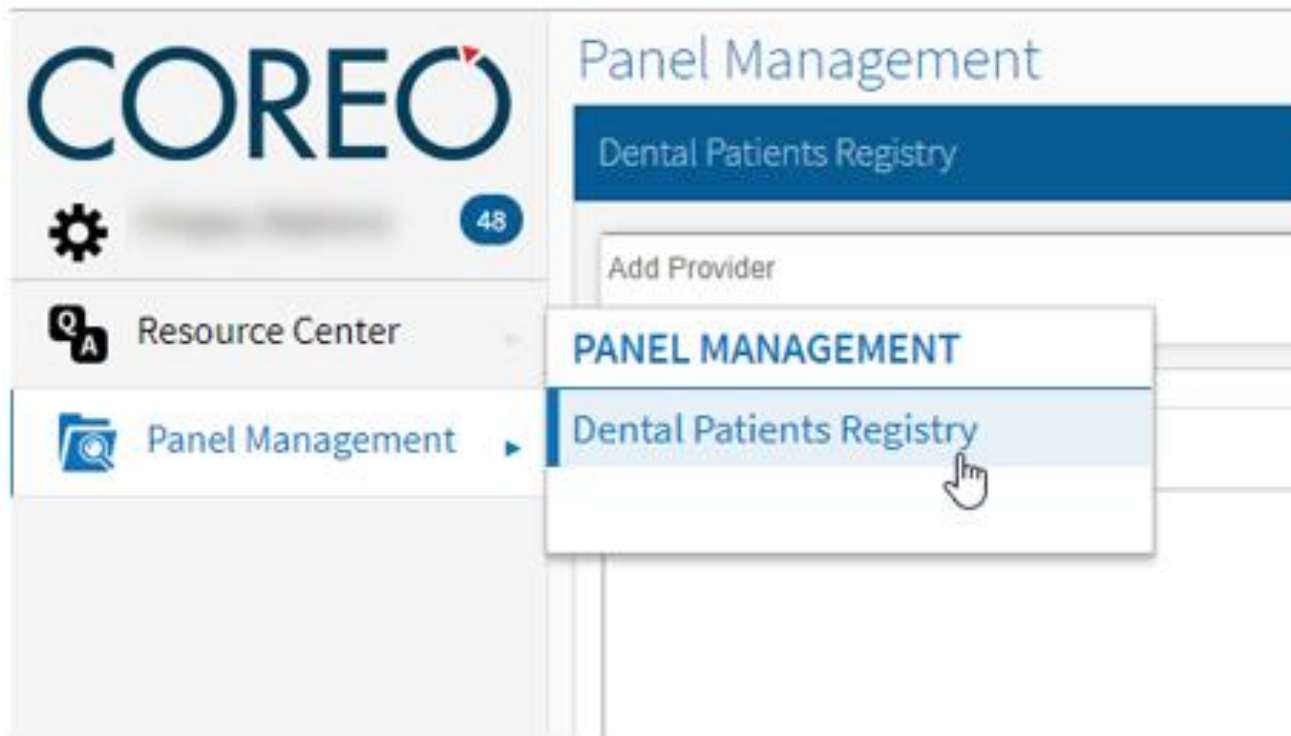 COREO
48
Resource Center
Panel Management
Panel Management
Dental Patients Registry
Add Provider
PANEL MANAGEMENT
Dental Patients Registry